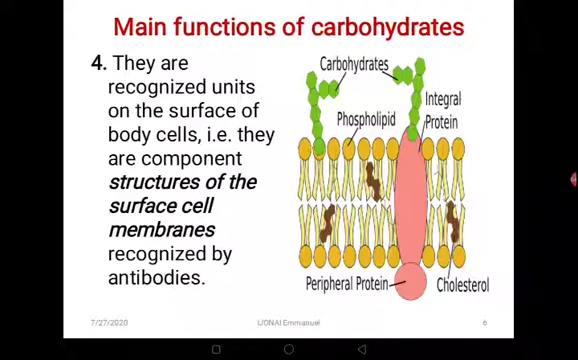 Main functions of carbohydrates
4. They are
recognized units
on the surface of
body cells, i.e. they
are component
structures of the
surface cell
membranes
recognized by
antibodies.
Carbohydrates
Integral
Protein
Phospholipid
Peripheral Protein
Cholesterol
7/27/2020
Emmanuel
6